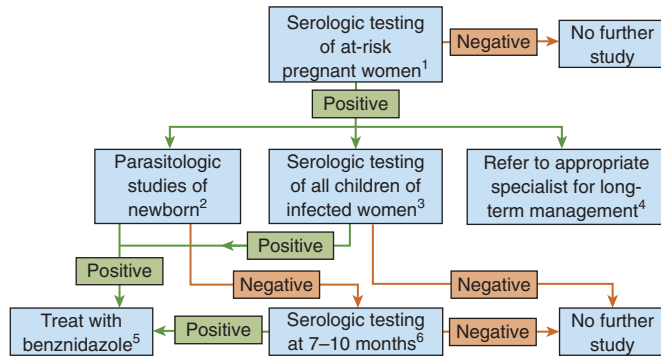 Serologic testing
of at-risk
pregnant women1
Negative
No further
study
Positive
Parasitologic
studies of
newborn2
Serologic testing
of all children of
infected women3
Refer to appropriate
specialist for long-
term management4
Positive
Positive
Negative
Negative
Treat with
benznidazole5
Positive
Serologic testing
at 7–10 months6
Negative
No further
study